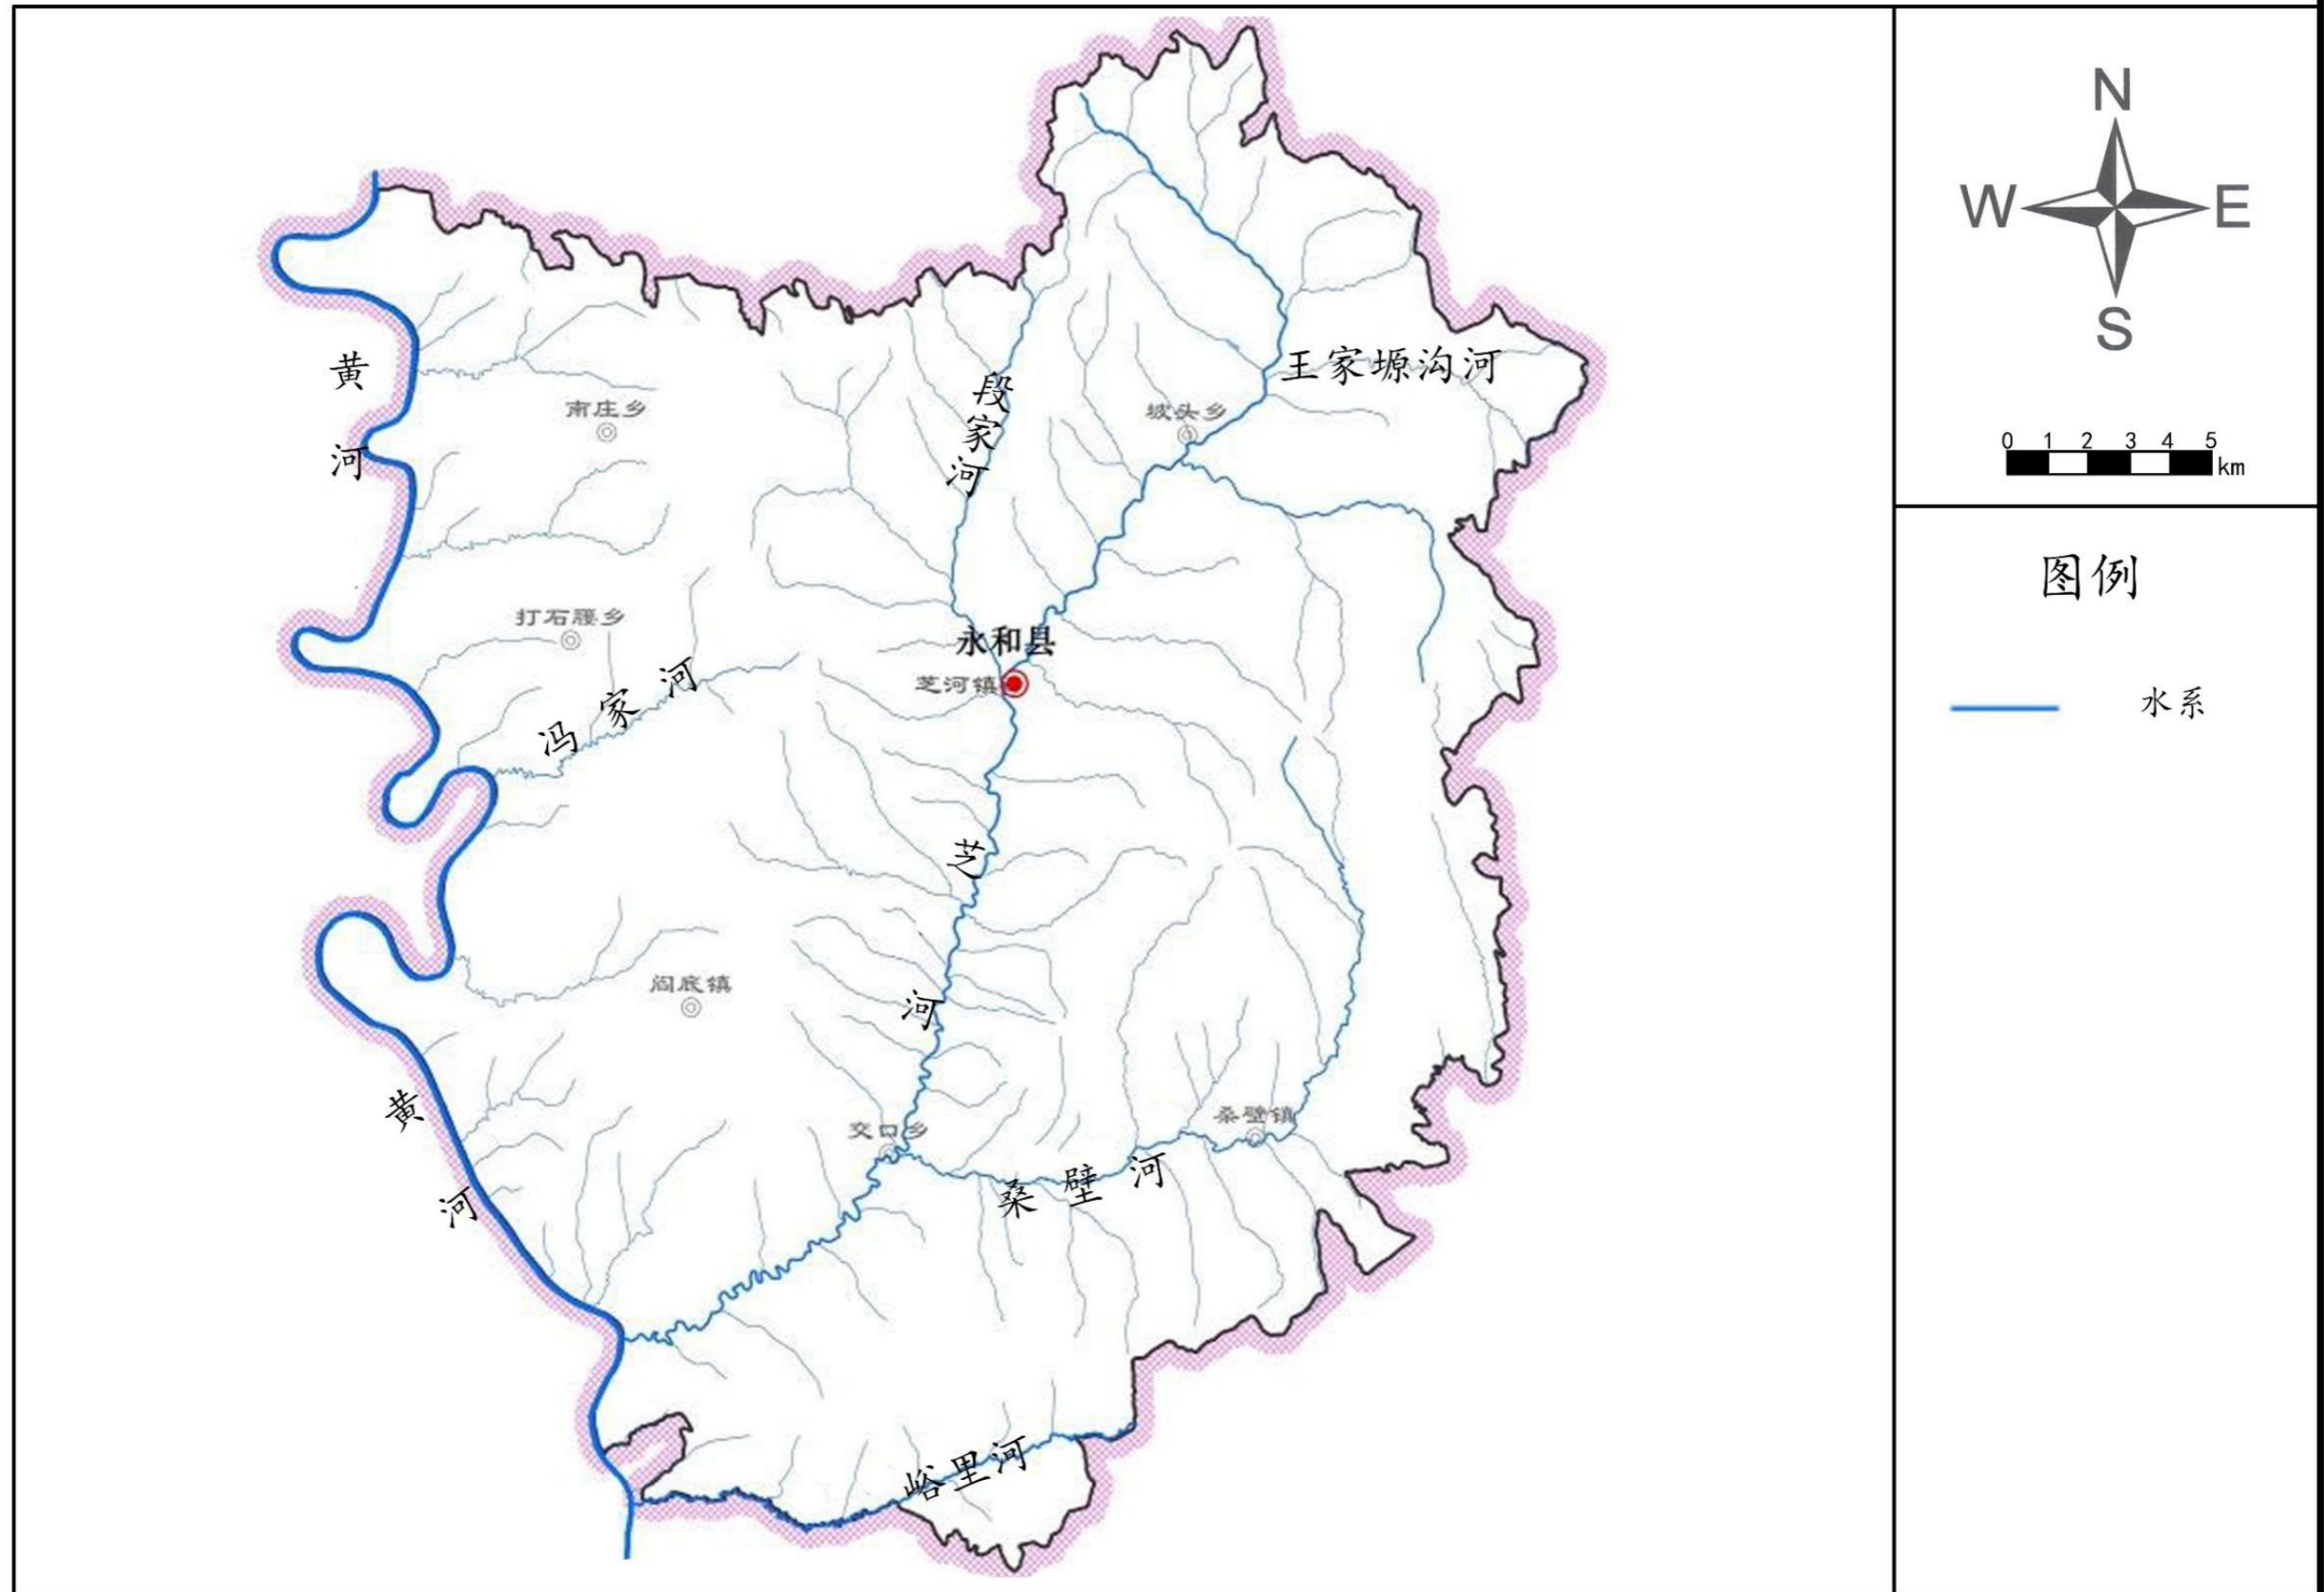 N
W E
S
0 1 2 3 4 5
km
图例
水系
王家塬沟河
黄河
段家河
南庄乡
坡头乡
打石腰乡
永和县
芝河镇
冯家河
芝河
阎底镇
黄河
交口乡
桑壁镇
桑壁河
峪里河